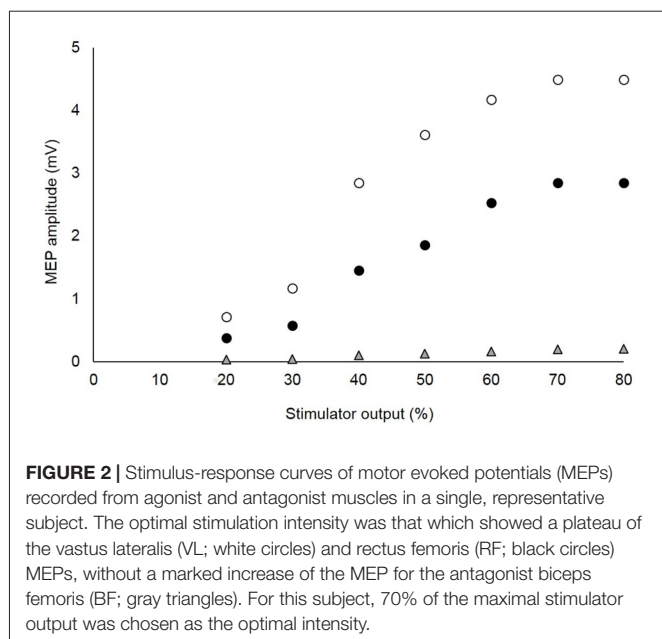 5
4
3
2
1
0
MEP amplitude (mV)
0 10 20 30 40 50 60 70 80
Stimulator output (%)
FIGURE 2 | Stimulus-response curves of motor evoked potentials (MEPs)
recorded from agonist and antagonist muscles in a single, representative
subject. The optimal stimulation intensity was that which showed a plateau of
the vastus lateralis (VL; white circles) and rectus femoris (RF; black circles)
MEPs, without a marked increase of the MEP for the antagonist biceps
femoris (BF; gray triangles). For this subject, 70% of the maximal stimulator
output was chosen as the optimal intensity.